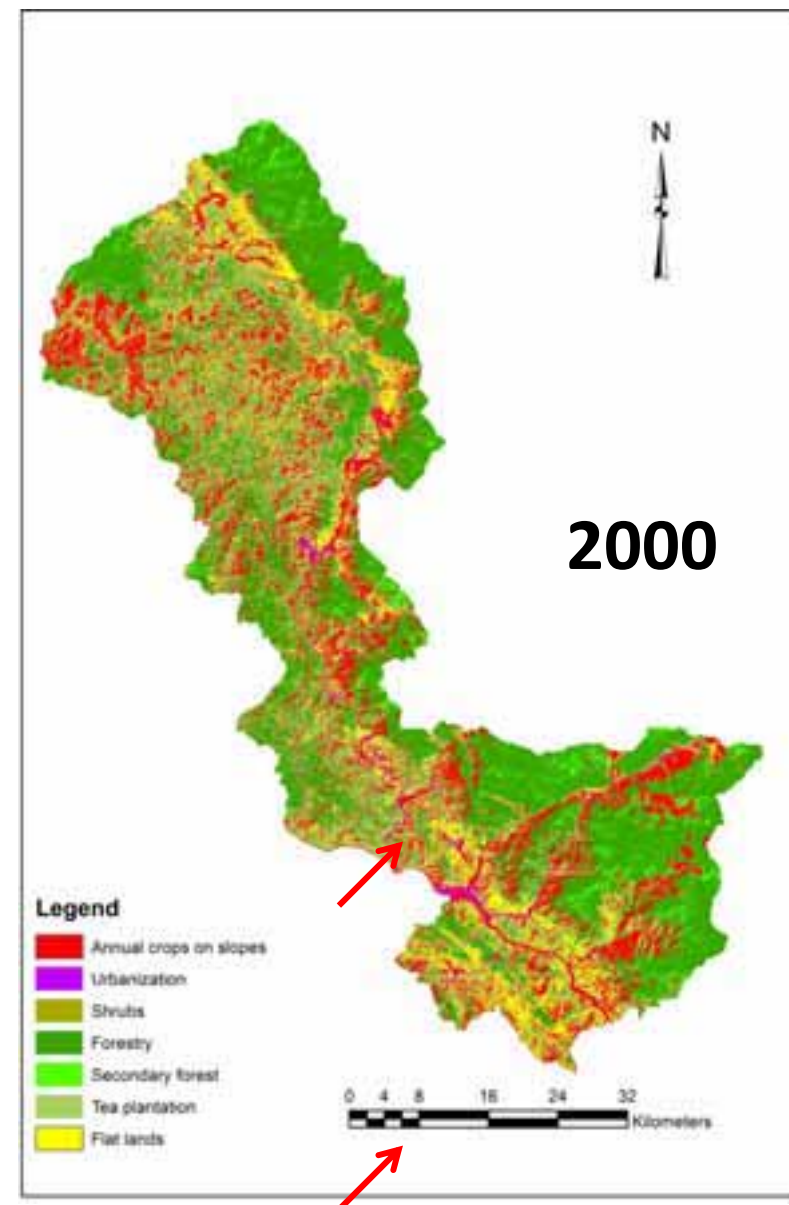 N
2000
Legend
Annual crops on slopes
Urbanization
Shrubs
Forestry
Secondary forest
Tea plantation
Flat lands
0 4 8 16 24 32
Kilometers